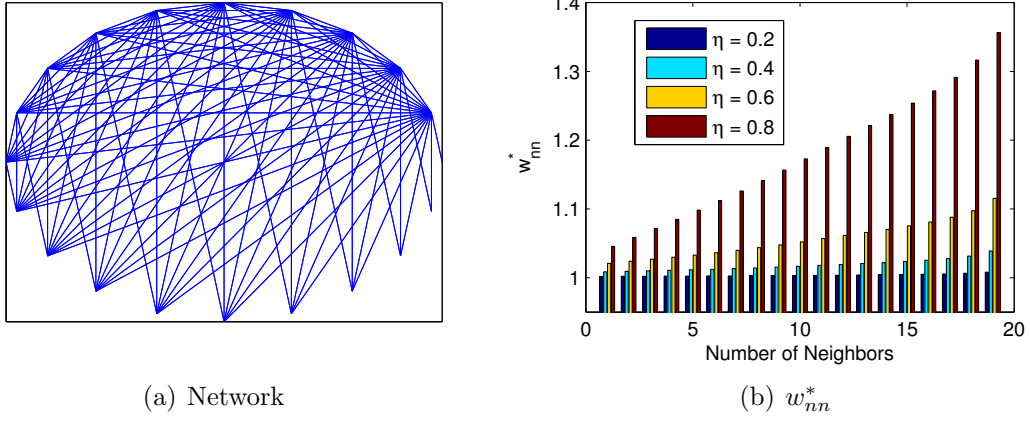 1.4
1.3
1.2
1.1
1
w*nn
η = 0.2
η = 0.4
η = 0.6
η = 0.8
0 5 10 15 20
Number of Neighbors
(a) Network
(b) w*nn